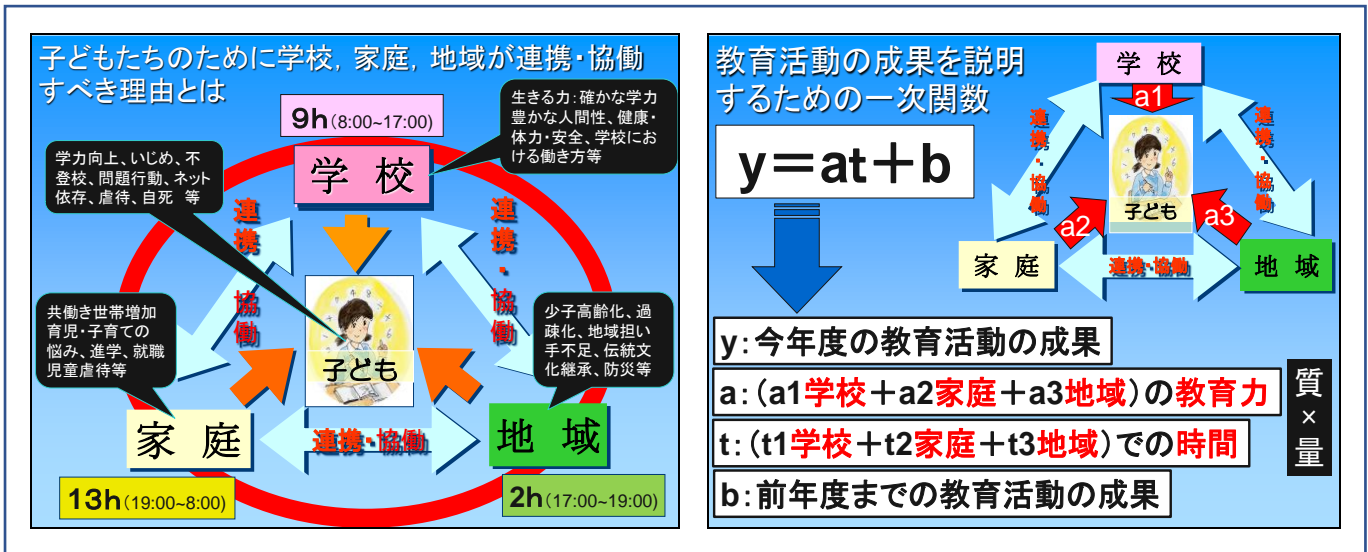 子どもたちのために学校, 家庭, 地域が連携・協働
すべき理由とは
9h(8:00~17:00)
生きる力：確かな学力
豊かな人間性、健康・
体力・安全、学校にお
ける働き方等
学力向上、いじめ、不
登校、問題行動、ネット
依存、虐待、自死 等
学 校
連携・協働
連携・協働
子ども
共働き世帯増加
育児・子育ての
悩み、進学、就職
児童虐待等
少子高齢化、過
疎化、地域担い
手不足、伝統文
化継承、防災等
家 庭
連携・協働
地 域
13h(19:00~8:00)
2h(17:00~19:00)
教育活動の成果を説明
するための一次関数
学 校
a1
連携・協働
連携・協働
子ども
a2
a3
家 庭
連携・協働
地 域
y＝at＋b
y：今年度の教育活動の成果
a：（a1学校＋a2家庭＋a3地域）の教育力
t：（t1学校＋t2家庭＋t3地域）での時間
b：前年度までの教育活動の成果
質×量